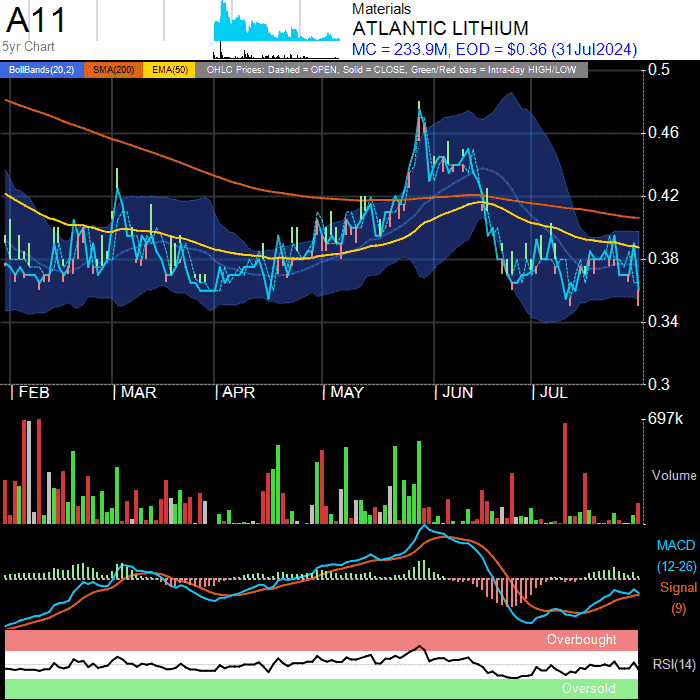 A11
5yr Chart
Materials
ATLANTIC LITHIUM
MC = 233.9M, EOD = $0.36 (31Jul2024)
BollBands(20,2) SMA(200) EMA(50) OHLC Prices: Dashed = OPEN, Solid = CLOSE, Green/Red bars = Intra-day HIGH/LOW
0.5
0.46
0.42
0.38
0.34
0.3
FEB MAR APR MAY JUN JUL
697k
Volume
MACD
(12-26)
Signal
(9)
Overbought
RSI(14)
Oversold